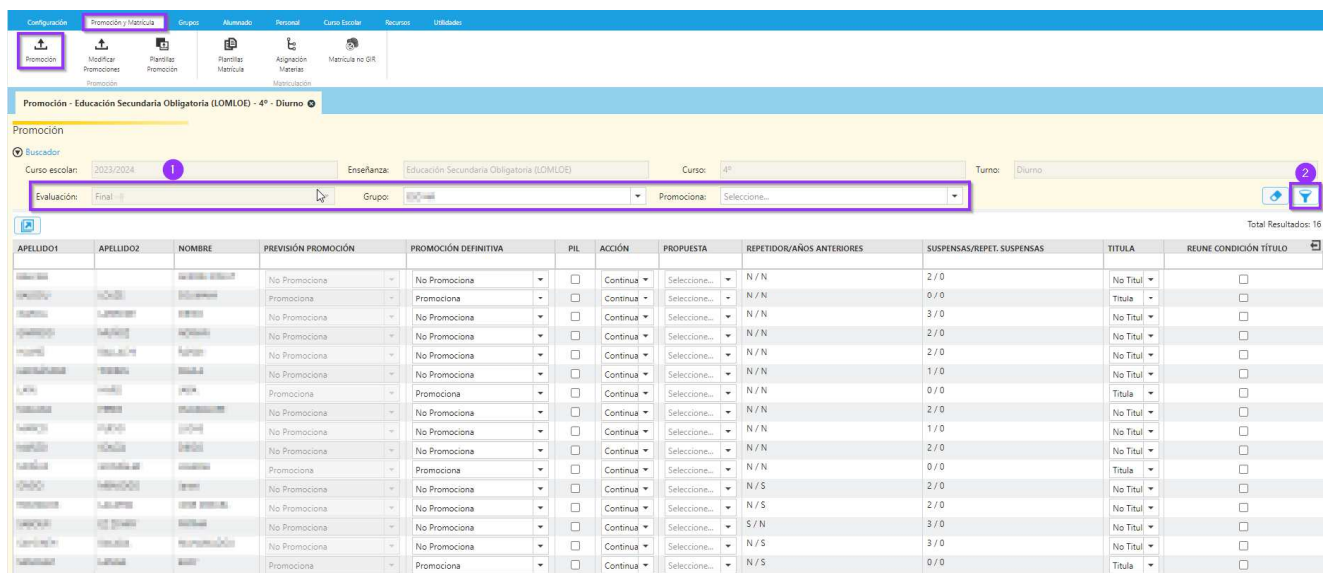 Configuración Promoción y Matrícula Grupos Alumnado Personal Curso Escolar Recursos Utilidades
Promoción Modificar Promociones Plantillas Promoción Plantillas Matrícula Asignación Materias Matrícula no GIR
Promoción Matriculación
Promoción - Educación Secundaria Obligatoria (LOMLOE) - 4º - Diurno
Promoción
Buscador
Curso escolar: 2023/2024 1 Enseñanza: Educación Secundaria Obligatoria (LOMLOE) Curso: 4º Turno: Diurno 2
Evaluación: Final Grupo: Promociona: Seleccione...
Total Resultados: 16
APELLIDO1 APELLIDO2 NOMBRE PREVISIÓN PROMOCIÓN PROMOCIÓN DEFINITIVA PIL ACCIÓN PROPUESTA REPETIDOR/AÑOS ANTERIORES SUSPENSAS/REPET. SUSPENSAS TITULA REUNE CONDICIÓN TÍTULO
No Promociona No Promociona Continua Seleccione... N / N 2 / 0 No Titul
Promociona Promociona Continua Seleccione... N / N 0 / 0 Titula
No Promociona No Promociona Continua Seleccione... N / N 3 / 0 No Titul
No Promociona No Promociona Continua Seleccione... N / N 2 / 0 No Titul
No Promociona No Promociona Continua Seleccione... N / N 2 / 0 No Titul
No Promociona No Promociona Continua Seleccione... N / N 1 / 0 No Titul
Promociona Promociona Continua Seleccione... N / N 0 / 0 Titula
No Promociona No Promociona Continua Seleccione... N / N 2 / 0 No Titul
No Promociona No Promociona Continua Seleccione... N / N 1 / 0 No Titul
No Promociona No Promociona Continua Seleccione... N / N 2 / 0 No Titul
Promociona Promociona Continua Seleccione... N / N 0 / 0 Titula
No Promociona No Promociona Continua Seleccione... N / S 2 / 0 No Titul
No Promociona No Promociona Continua Seleccione... N / S 2 / 0 No Titul
No Promociona No Promociona Continua Seleccione... S / N 3 / 0 No Titul
No Promociona No Promociona Continua Seleccione... N / S 3 / 0 No Titul
Promociona Promociona Continua Seleccione... N / S 0 / 0 Titula